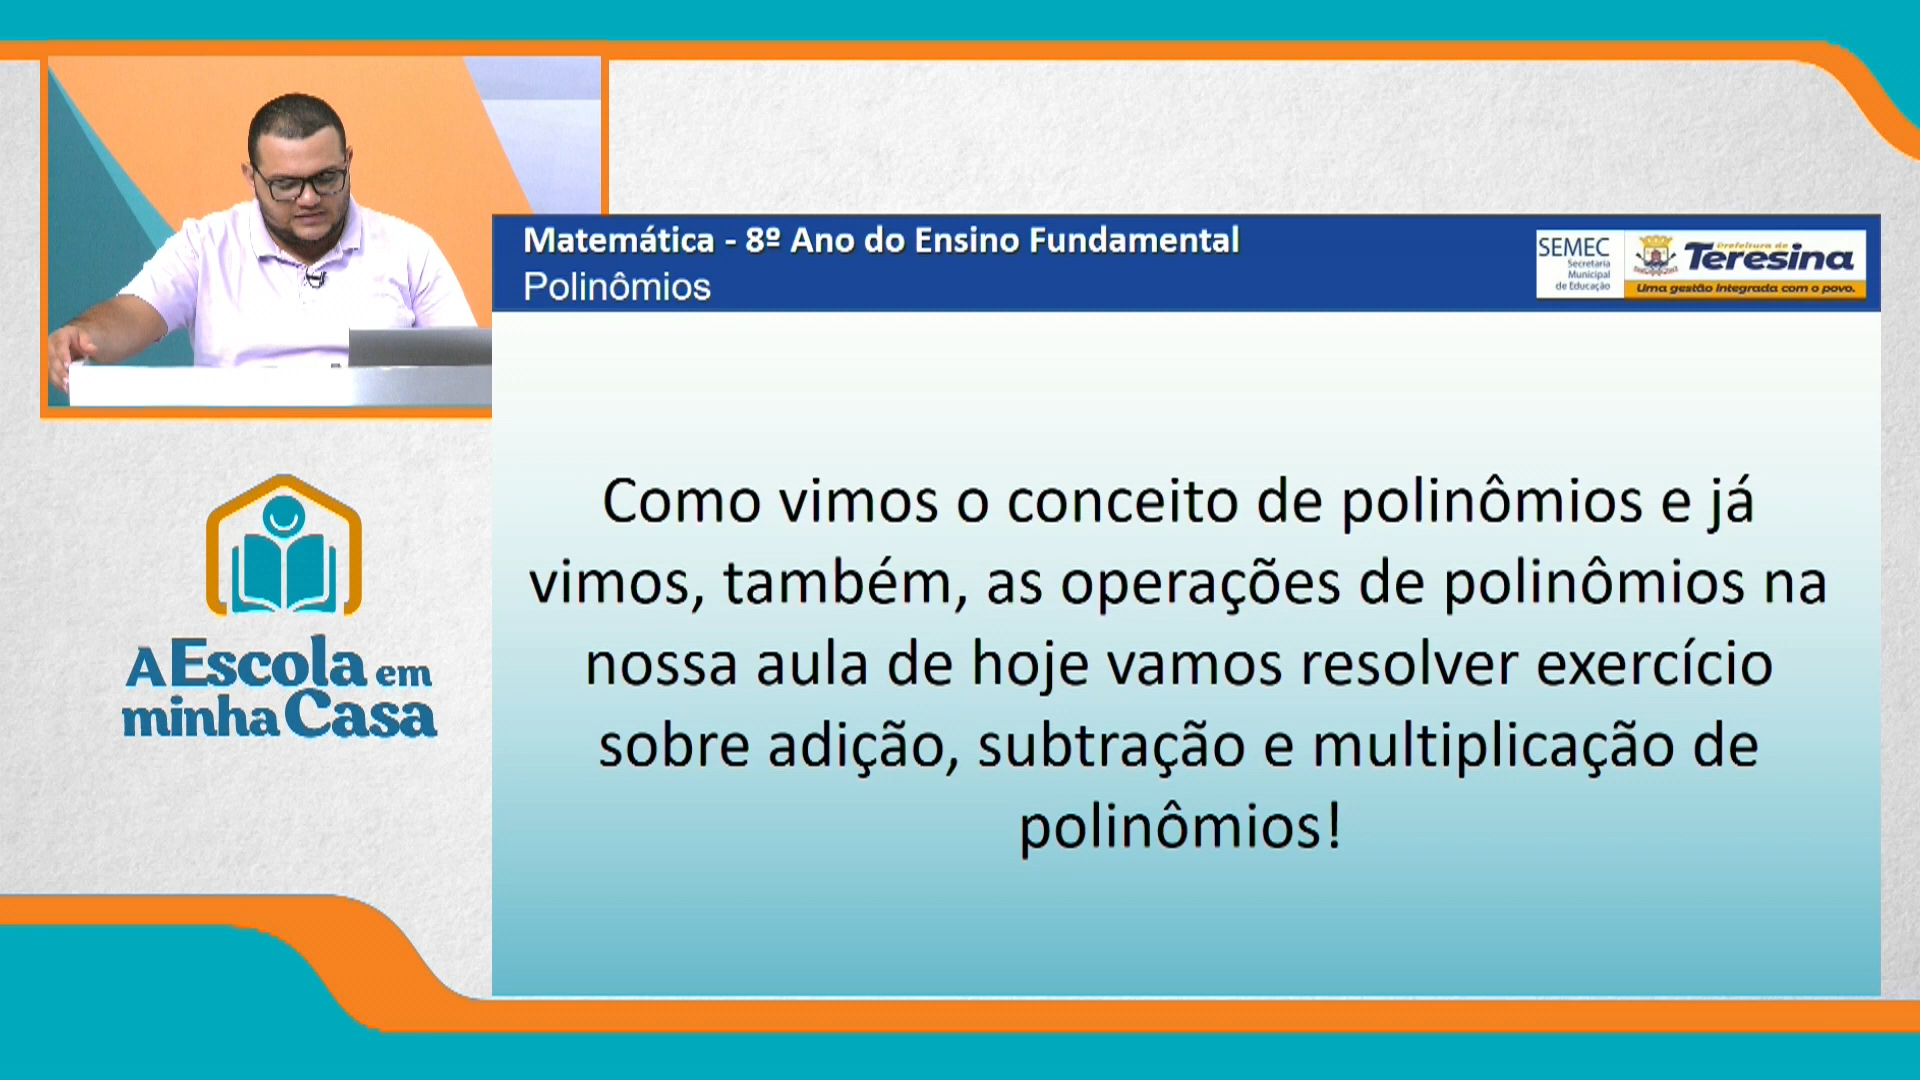 Matemática - 8º Ano do Ensino Fundamental
Polinômios
SEMEC
Secretaria
Municipal
de Educação
Prefeitura de
Teresina
Uma gestão integrada com o povo.
Como vimos o conceito de polinômios e já
vimos, também, as operações de polinômios na
nossa aula de hoje vamos resolver exercício
sobre adição, subtração e multiplicação de
polinômios!
A Escola em
minha Casa